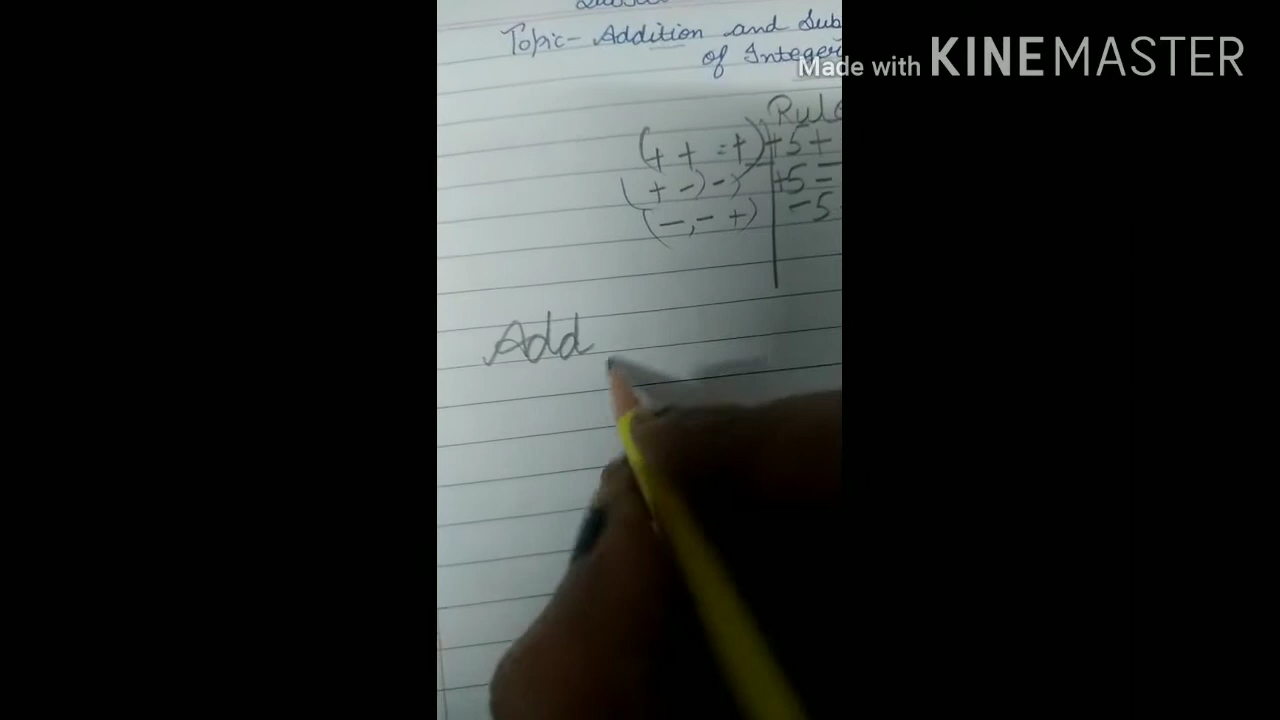 Topic- Addition and Sub
of Integer
Made with KINEMASTER
Rule
(+ + =+) +5+
(+ -) -) +5-
(-,- +) -5
Add